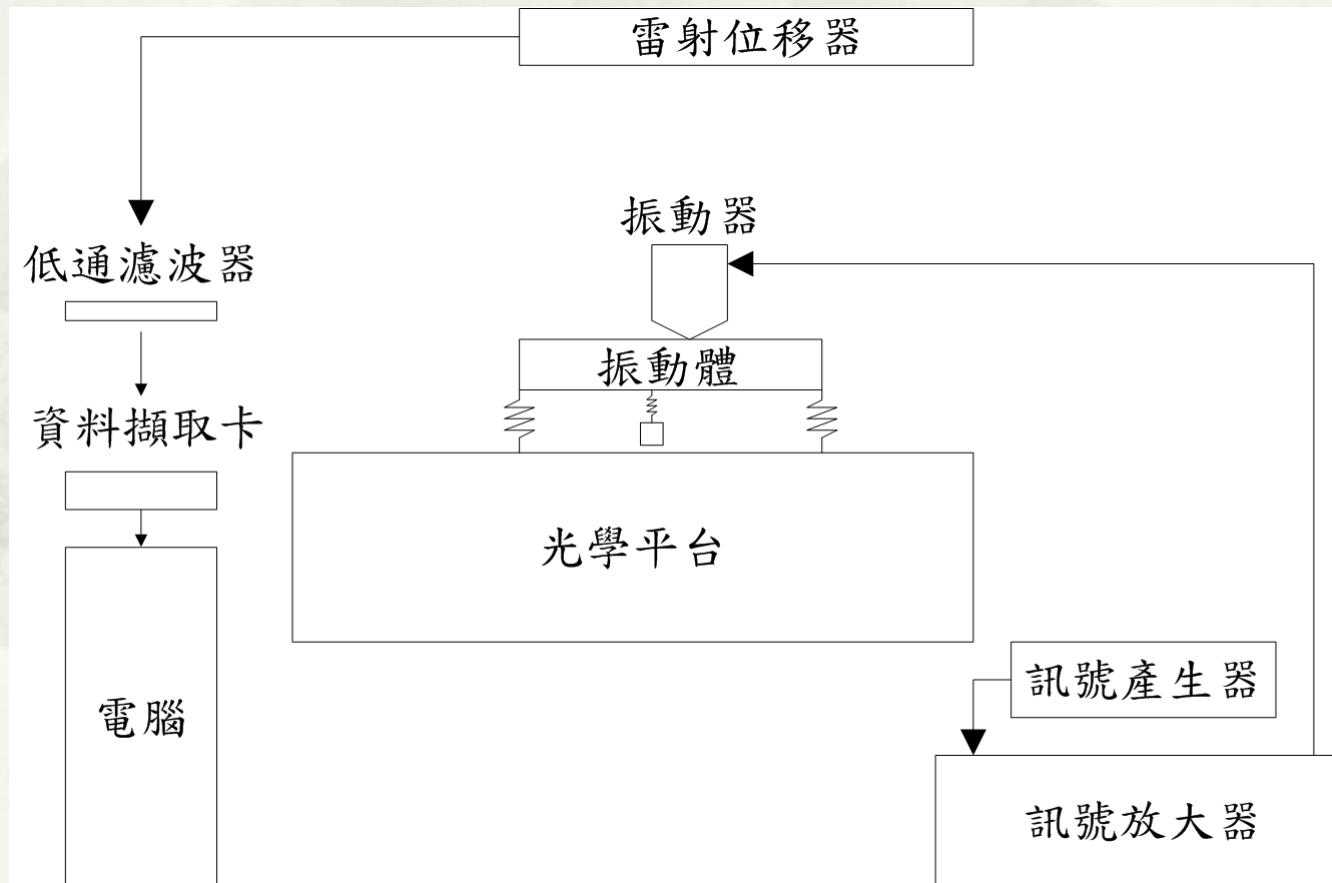 雷射位移器
振動器
低通濾波器
振動體
資料擷取卡
光學平台
訊號產生器
電腦
訊號放大器